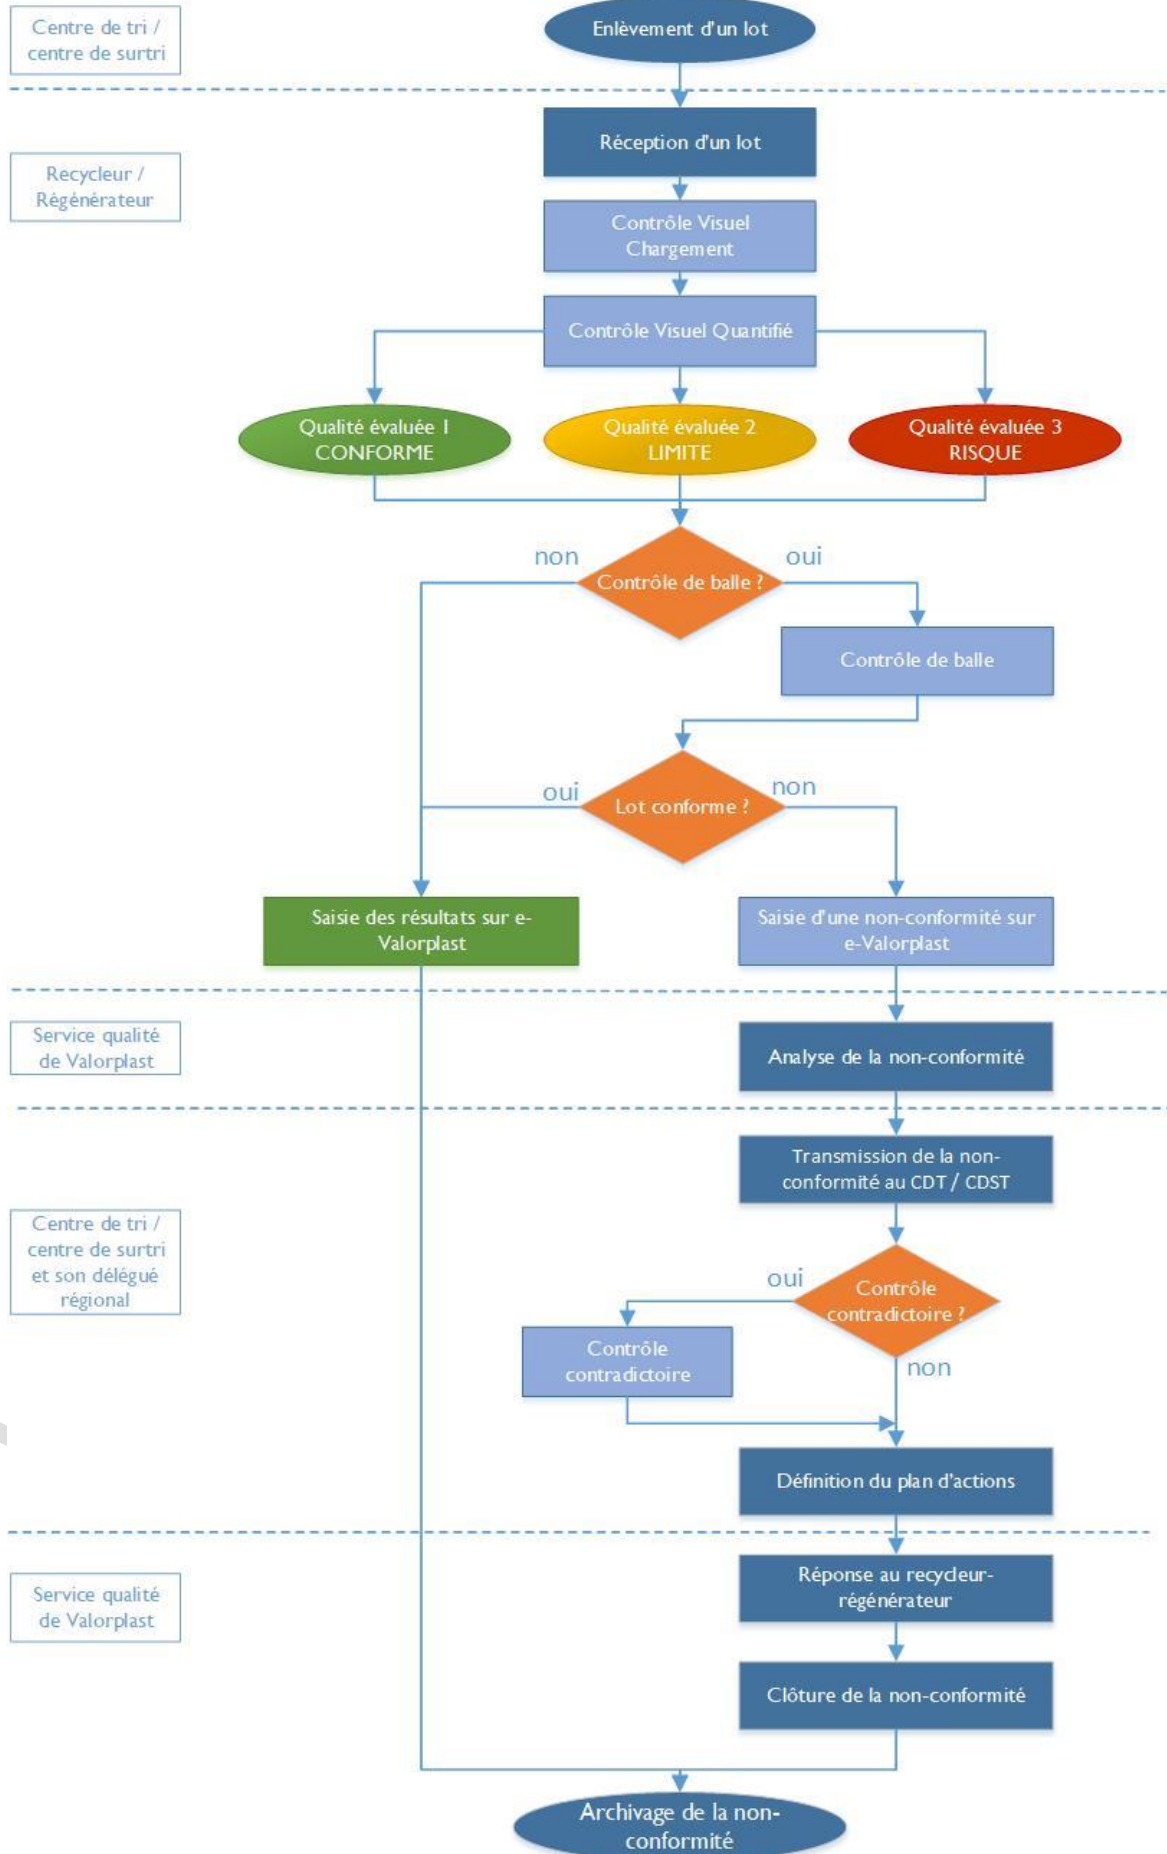 Centre de tri /
centre de surtri
Enlèvement d'un lot
Réception d'un lot
Recycleur /
Régénérateur
Contrôle Visuel
Chargement
Contrôle Visuel Quantifié
Qualité évaluée 1
CONFORME
Qualité évaluée 2
LIMITE
Qualité évaluée 3
RISQUE
non
oui
Contrôle de balle ?
Contrôle de balle
oui
non
Lot conforme ?
Saisie des résultats sur e-
Valorplast
Saisie d'une non-conformité sur
e-Valorplast
Service qualité
de Valorplast
Analyse de la non-conformité
Transmission de la non-
conformité au CDT / CDST
Centre de tri /
centre de surtri
et son délégué
régional
oui
Contrôle
contradictoire ?
Contrôle
contradictoire
non
Définition du plan d'actions
Service qualité
de Valorplast
Réponse au recycleur-
régénérateur
Clôture de la non-conformité
Archivage de la non-
conformité